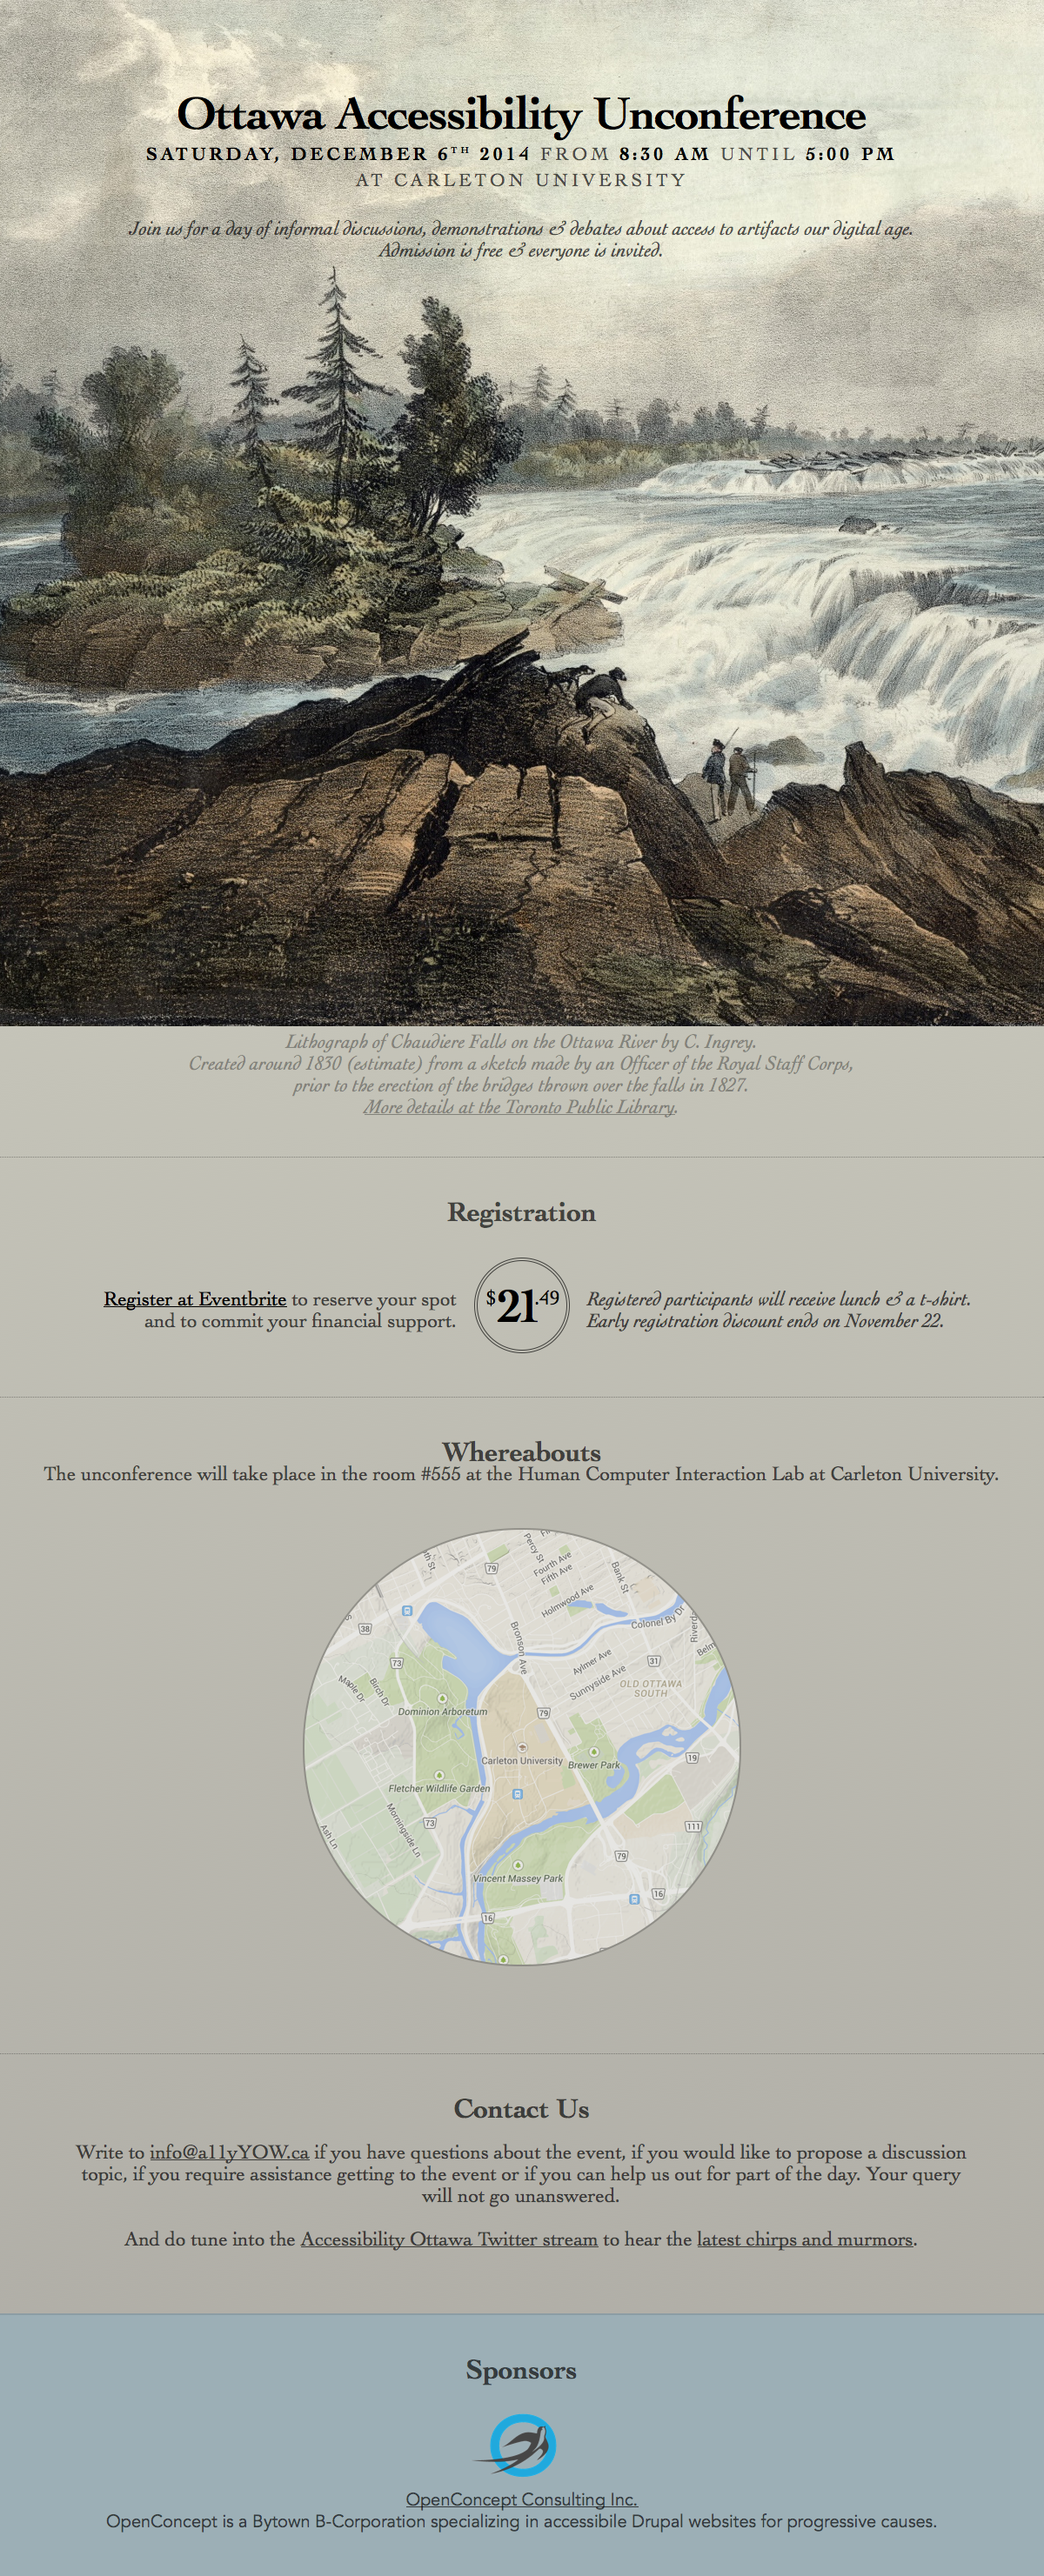 Ottawa Accessibility Unconference
SATURDAY, DECEMBER 6TH 2014 FROM 8:30 AM UNTIL 5:00 PM
AT CARLETON UNIVERSITY
Join us for a day of informal discussions, demonstrations & debates about access to artifacts our digital age.
Admission is free & everyone is invited.
Lithograph of Chaudiere Falls on the Ottawa River by C. Ingrey.
Created around 1830 (estimate) from a sketch made by an Officer of the Royal Staff Corps,
prior to the erection of the bridges thrown over the falls in 1827.
More details at the Toronto Public Library.
Registration
Register at Eventbrite to reserve your spot
and to commit your financial support.
$21.49
Registered participants will receive lunch & a t-shirt.
Early registration discount ends on November 22.
Whereabouts
The unconference will take place in the room #555 at the Human Computer Interaction Lab at Carleton University.
Percy St
Fourth Ave
Fifth Ave
Bank St
79
Holmwood Ave
Colonel By Dr
38
Bronson Ave
73
Aylmer Ave
31
Sunnyside Ave
Maple Dr
Birch Dr
OLD OTTAWA
SOUTH
Dominion Arboretum
79
Carleton University
Brewer Park
19
Fletcher Wildlife Garden
Morningside Ln
73
111
Ash Ln
79
Vincent Massey Park
16
16
Contact Us
Write to info@a11yYOW.ca if you have questions about the event, if you would like to propose a discussion
topic, if you require assistance getting to the event or if you can help us out for part of the day. Your query
will not go unanswered.
And do tune into the Accessibility Ottawa Twitter stream to hear the latest chirps and murmors.
Sponsors
OpenConcept Consulting Inc.
OpenConcept is a Bytown B-Corporation specializing in accessibile Drupal websites for progressive causes.